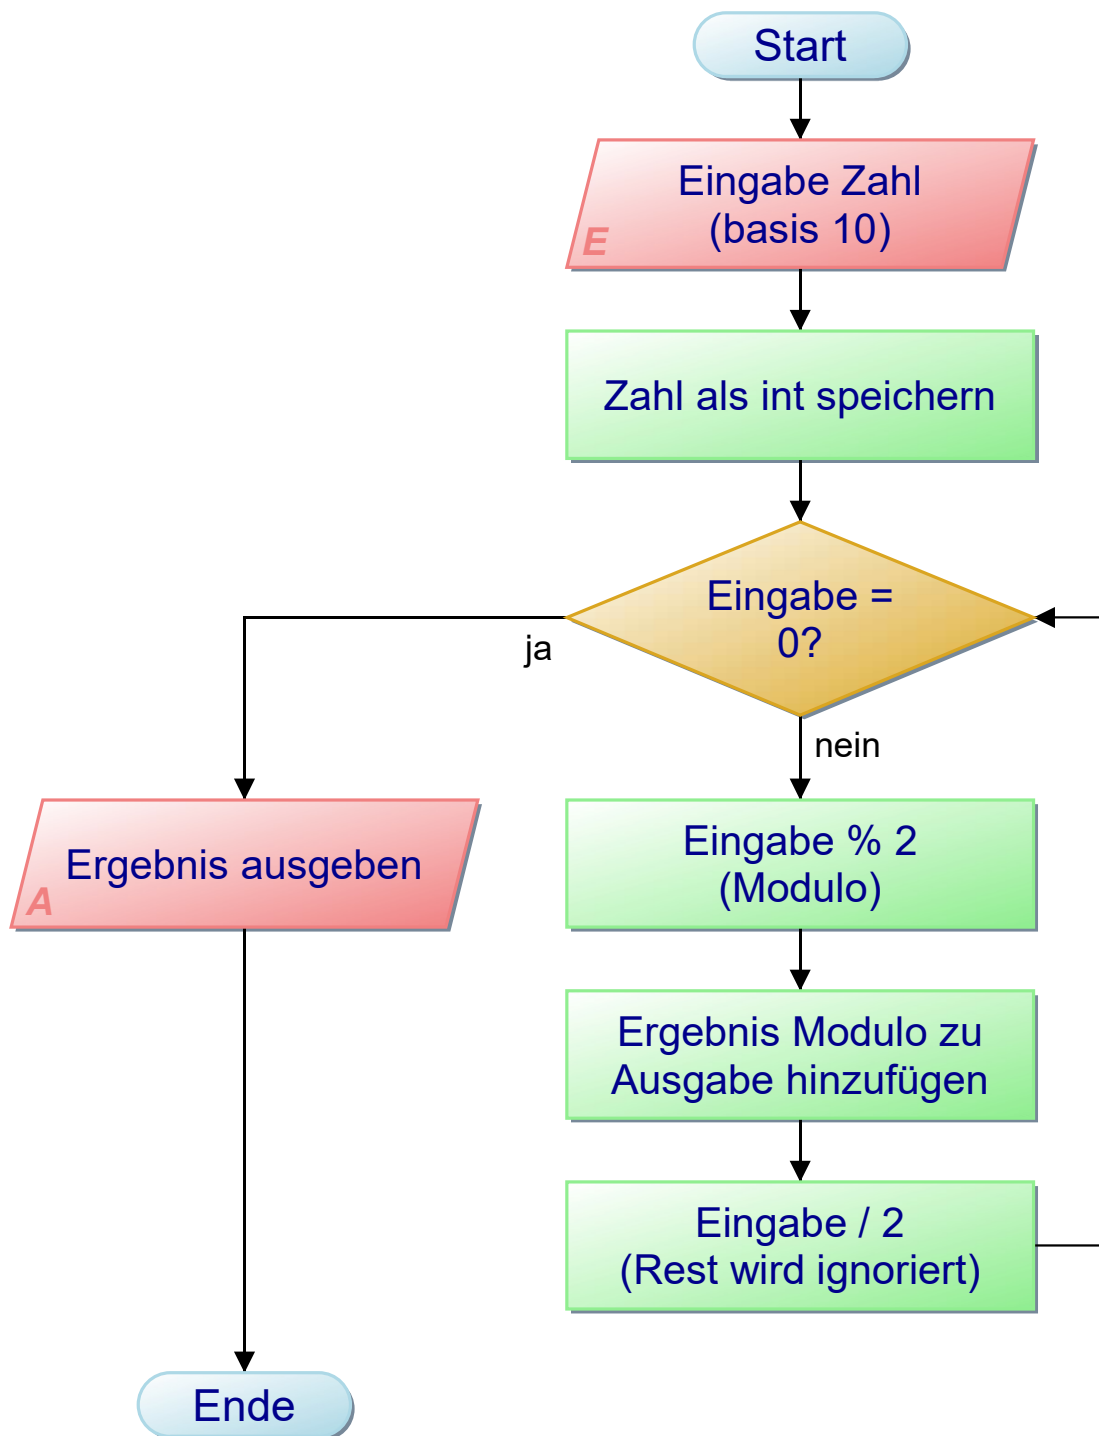 Start
Eingabe Zahl
(basis 10)
E
Zahl als int speichern
Eingabe =
0?
ja
nein
Ergebnis ausgeben
A
Eingabe % 2
(Modulo)
Ergebnis Modulo zu
Ausgabe hinzufügen
Eingabe / 2
(Rest wird ignoriert)
Ende